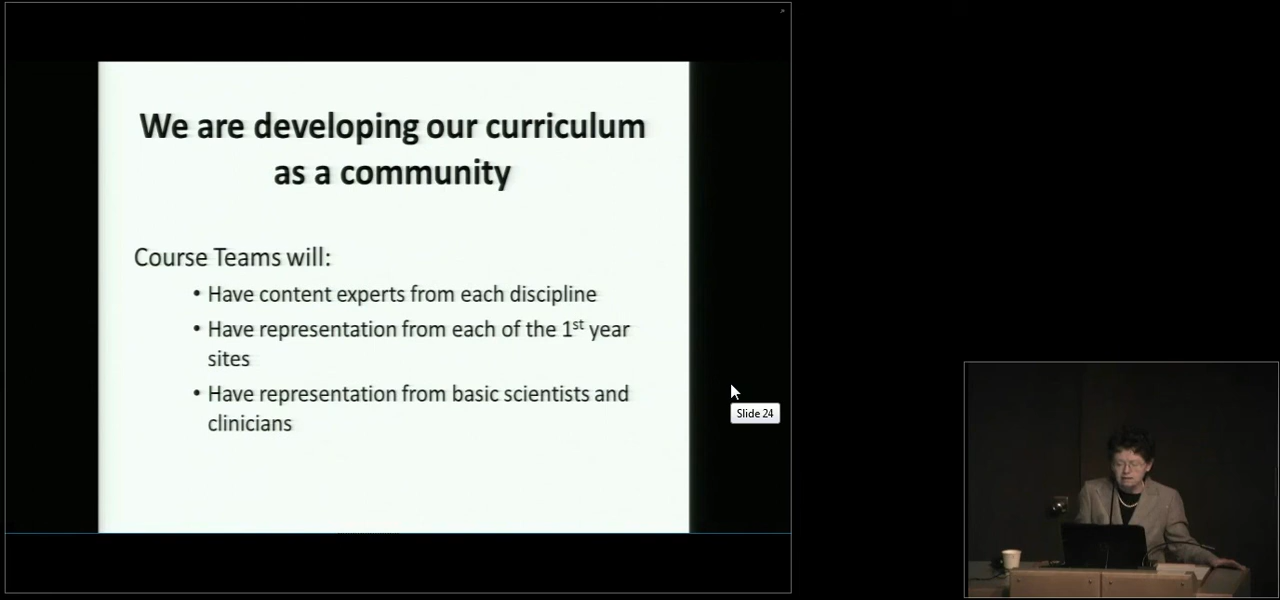 We are developing our curriculum
as a community
Course Teams will:
• Have content experts from each discipline
• Have representation from each of the 1st year
sites
• Have representation from basic scientists and
clinicians
Slide 24